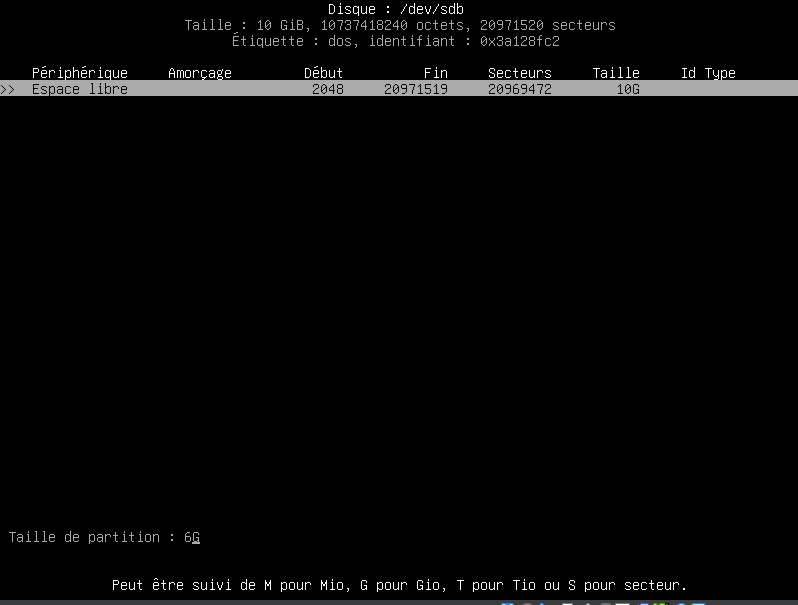 Disque : /dev/sdb
Taille : 10 GiB, 10737418240 octets, 20971520 secteurs
Étiquette : dos, identifiant : 0x3a128fc2
Périphérique Amorçage Début Fin Secteurs Taille Id Type
>> Espace libre 2048 20971519 20969472 10G
Taille de partition : 6G
Peut être suivi de M pour Mio, G pour Gio, T pour Tio ou S pour secteur.